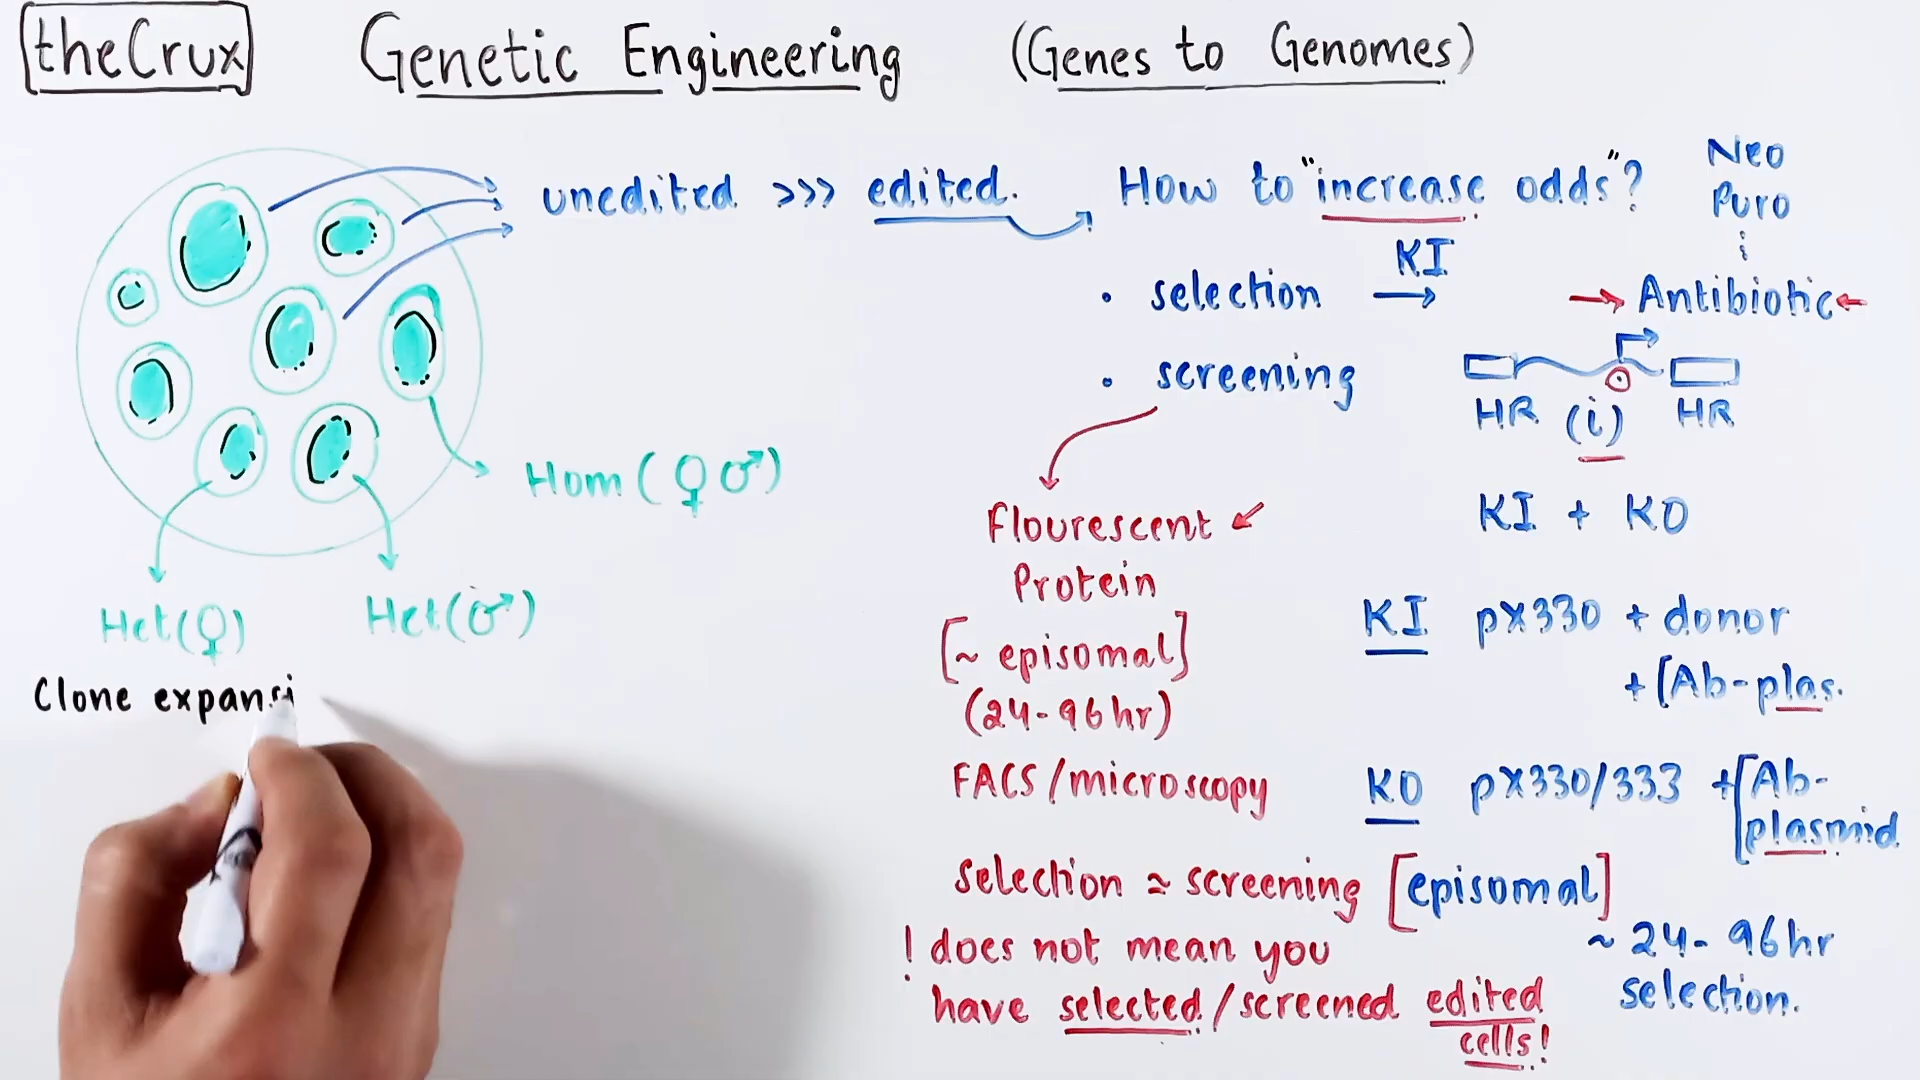 theCrux Genetic Engineering (Genes to Genomes)
unedited >>> edited.
Hom (♀♂)
Het(♀) Het(♂)
Clone expansi
How to "increase odds"?
• selection KI →
• screening
Neo
Puro
⋮
→ Antibiotic ←
HR (i) HR
KI + KO
Flourescent
Protein
[~ episomal]
(24-96hr)
FACS/microscopy
KI px330 + donor
+ [Ab-plas.
KO px330/333 + [Ab-
plasmid
selection ≈ screening [episomal]
! does not mean you
have selected/screened edited
cells!
~ 24-96hr
selection.